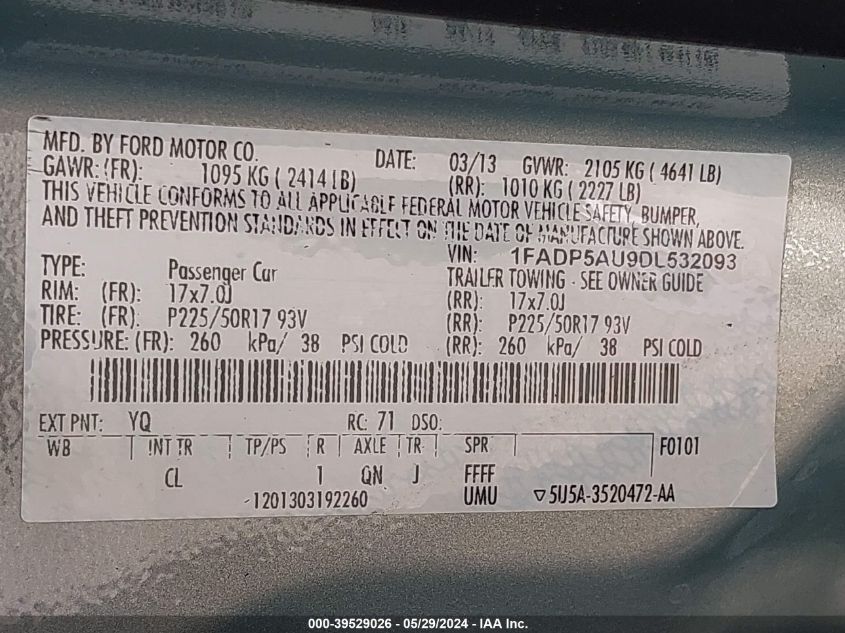 MFD. BY FORD MOTOR CO. DATE: 03/13 GVWR: 2105 KG ( 4641 LB)
GAWR: (FR): 1095 KG ( 2414 LB) (RR): 1010 KG ( 2227 LB)
THIS VEHICLE CONFORMS TO ALL APPLICABLE FEDERAL MOTOR VEHICLE SAFETY, BUMPER,
AND THEFT PREVENTION STANDARDS IN EFFECT ON THE DATE OF MANUFACTURE SHOWN ABOVE.
VIN: 1FADP5AU9DL532093
TYPE: Passenger Car TRAILER TOWING - SEE OWNER GUIDE
RIM: (FR): 17x7.0J (RR): 17x7.0J
TIRE: (FR): P225/50R17 93V (RR): P225/50R17 93V
PRESSURE: (FR): 260 kPa/ 38 PSI COLD (RR): 260 kPa/ 38 PSI COLD
EXT PNT: YQ RC: 71 DSO:
WB INT TR TP/PS R AXLE TR SPR F0101
CL 1 QN J FFFF
1201303192260 UMU ▽5U5A-3520472-AA
000-39529026 - 05/29/2024 - IAA Inc.